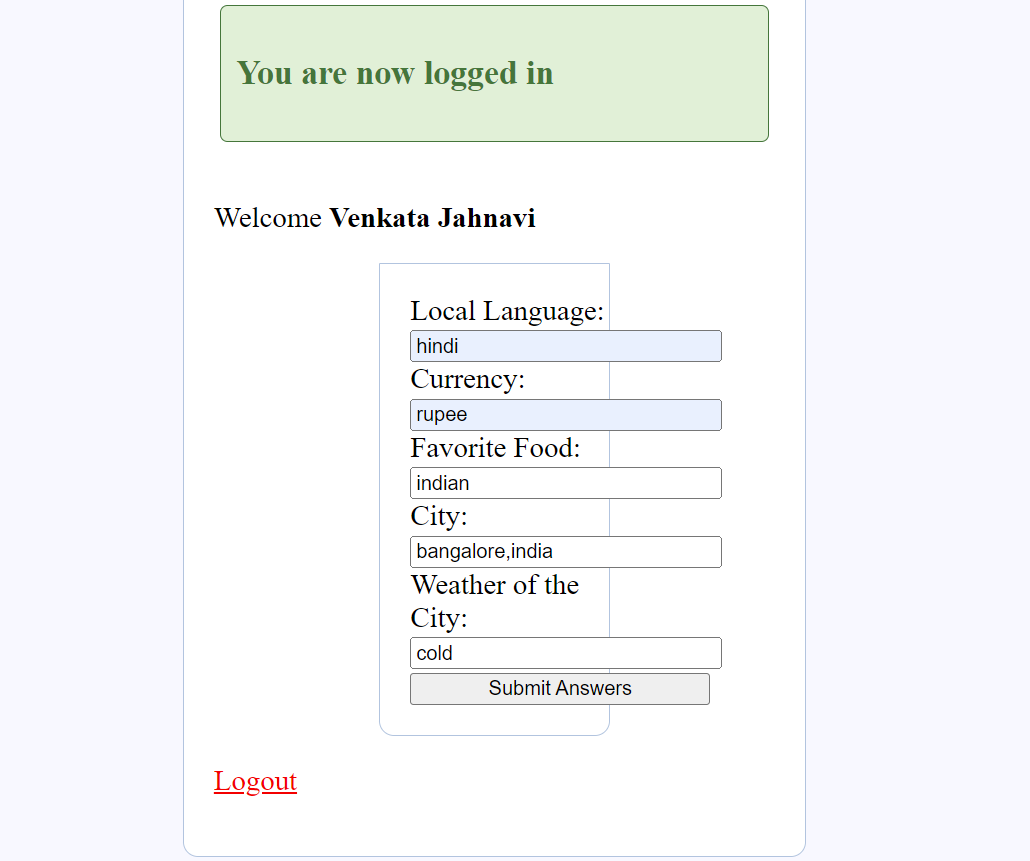 You are now logged in
Welcome Venkata Jahnavi
Local Language:
hindi
Currency:
rupee
Favorite Food:
indian
City:
bangalore,india
Weather of the
City:
cold
Submit Answers
Logout